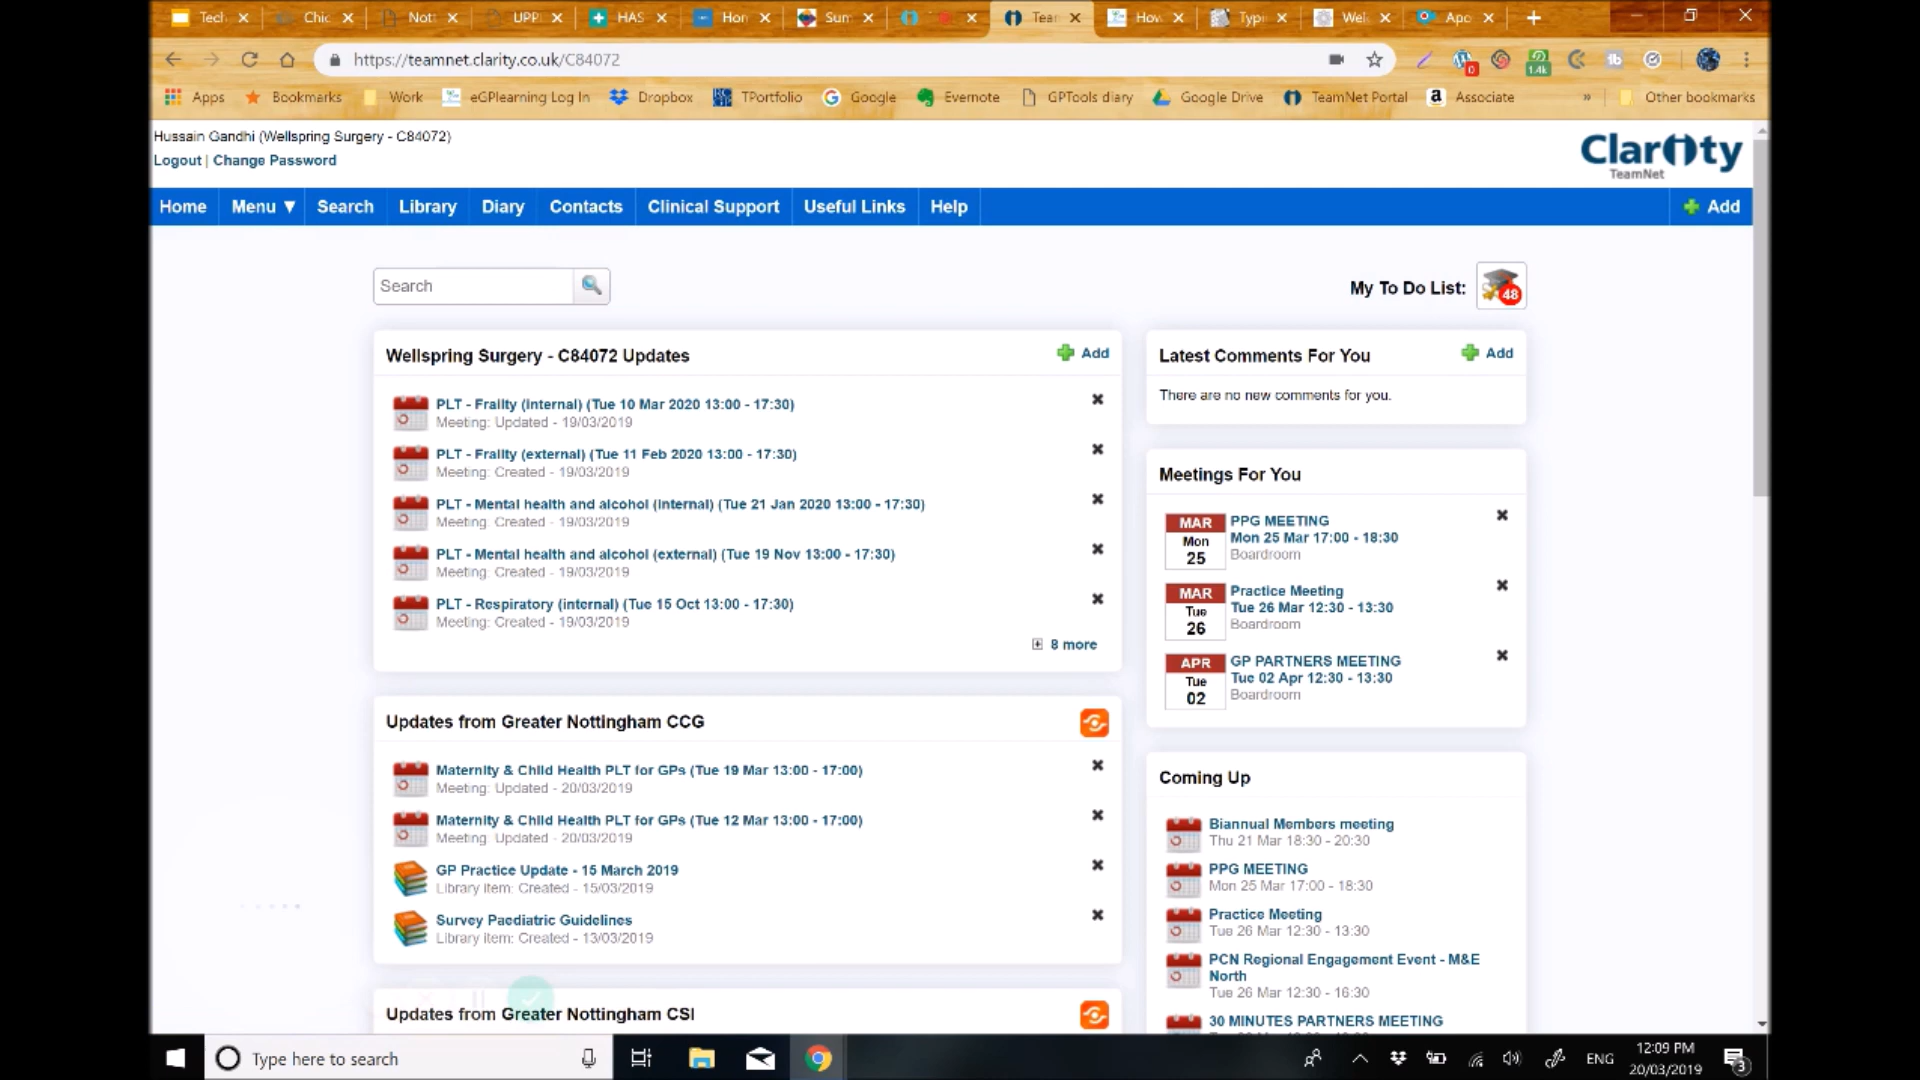 Tech
Chic
Noti
UPPI
HAS
Hon
Sum
Tear
How
Typi
Wel
Apc
https://teamnet.clarity.co.uk/C84072
0
1.4k
Apps
Bookmarks
Work
eGPlearning Log In
Dropbox
TPortfolio
Google
Evernote
GPTools diary
Google Drive
TeamNet Portal
Associate
»
Other bookmarks
Hussain Gandhi (Wellspring Surgery - C84072)
Logout | Change Password
Clarity
TeamNet
Home
Menu ▼
Search
Library
Diary
Contacts
Clinical Support
Useful Links
Help
Add
Search
My To Do List:
48
Wellspring Surgery - C84072 Updates
Add
PLT - Frailty (internal) (Tue 10 Mar 2020 13:00 - 17:30)
Meeting: Updated - 19/03/2019
PLT - Frailty (external) (Tue 11 Feb 2020 13:00 - 17:30)
Meeting: Created - 19/03/2019
PLT - Mental health and alcohol (internal) (Tue 21 Jan 2020 13:00 - 17:30)
Meeting: Created - 19/03/2019
PLT - Mental health and alcohol (external) (Tue 19 Nov 13:00 - 17:30)
Meeting: Created - 19/03/2019
PLT - Respiratory (internal) (Tue 15 Oct 13:00 - 17:30)
Meeting: Created - 19/03/2019
8 more
Updates from Greater Nottingham CCG
Maternity & Child Health PLT for GPs (Tue 19 Mar 13:00 - 17:00)
Meeting: Updated - 20/03/2019
Maternity & Child Health PLT for GPs (Tue 12 Mar 13:00 - 17:00)
Meeting: Updated - 20/03/2019
GP Practice Update - 15 March 2019
Library item: Created - 15/03/2019
Survey Paediatric Guidelines
Library item: Created - 13/03/2019
Updates from Greater Nottingham CSI
Latest Comments For You
Add
There are no new comments for you.
Meetings For You
MAR
Mon
25
PPG MEETING
Mon 25 Mar 17:00 - 18:30
Boardroom
MAR
Tue
26
Practice Meeting
Tue 26 Mar 12:30 - 13:30
Boardroom
APR
Tue
02
GP PARTNERS MEETING
Tue 02 Apr 12:30 - 13:30
Boardroom
Coming Up
Biannual Members meeting
Thu 21 Mar 18:30 - 20:30
PPG MEETING
Mon 25 Mar 17:00 - 18:30
Practice Meeting
Tue 26 Mar 12:30 - 13:30
PCN Regional Engagement Event - M&E
North
Tue 26 Mar 12:30 - 16:30
30 MINUTES PARTNERS MEETING
Type here to search
ENG
12:09 PM
20/03/2019
3